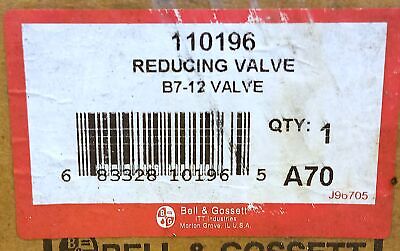 110196
REDUCING VALVE
B7-12 VALVE
QTY: 1
6 83328 10196 5 A70
J96705
B G
Bell & Gossett
ITT Industries
Morton Grove, IL U.S.A.
BELL & GOSSETT